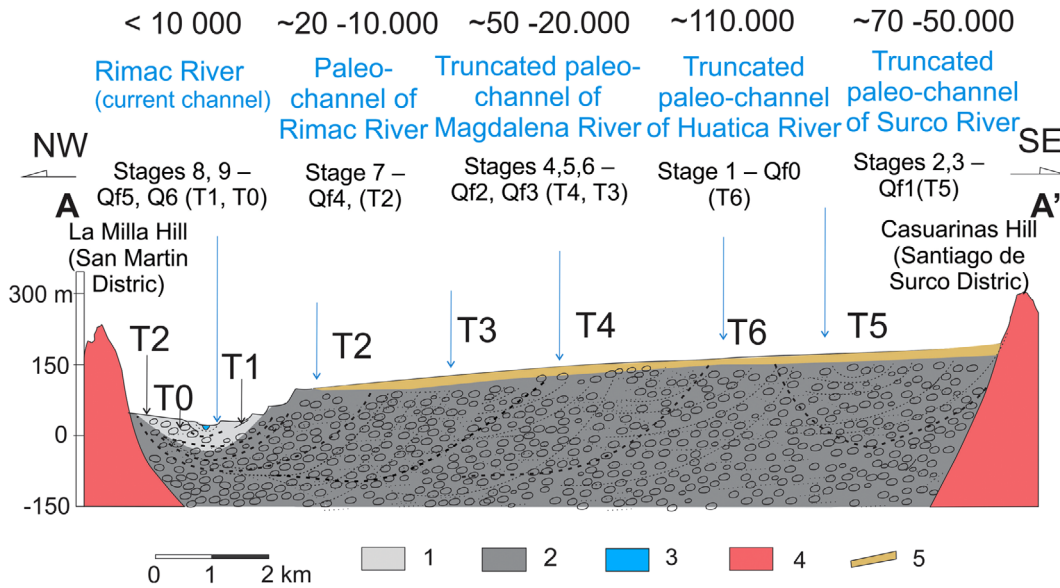 < 10 000
~20 -10.000
~50 -20.000
~110.000
~70 -50.000
Rimac River
(current channel)
Paleo-
channel of
Rimac River
Truncated paleo-
channel of
Magdalena River
Truncated
paleo-channel
of Huatica River
Truncated
paleo-channel
of Surco River
NW
SE
Stages 8, 9 –
Qf5, Q6 (T1, T0)
Stage 7 –
Qf4, (T2)
Stages 4,5,6 –
Qf2, Qf3 (T4, T3)
Stage 1 – Qf0
(T6)
Stages 2,3 –
Qf1(T5)
A
A'
La Milla Hill
(San Martin
Distric)
Casuarinas Hill
(Santiago de
Surco Distric)
300 m
150
0
-150
T2
T0
T1
T2
T3
T4
T6
T5
0 1 2 km
1
2
3
4
5